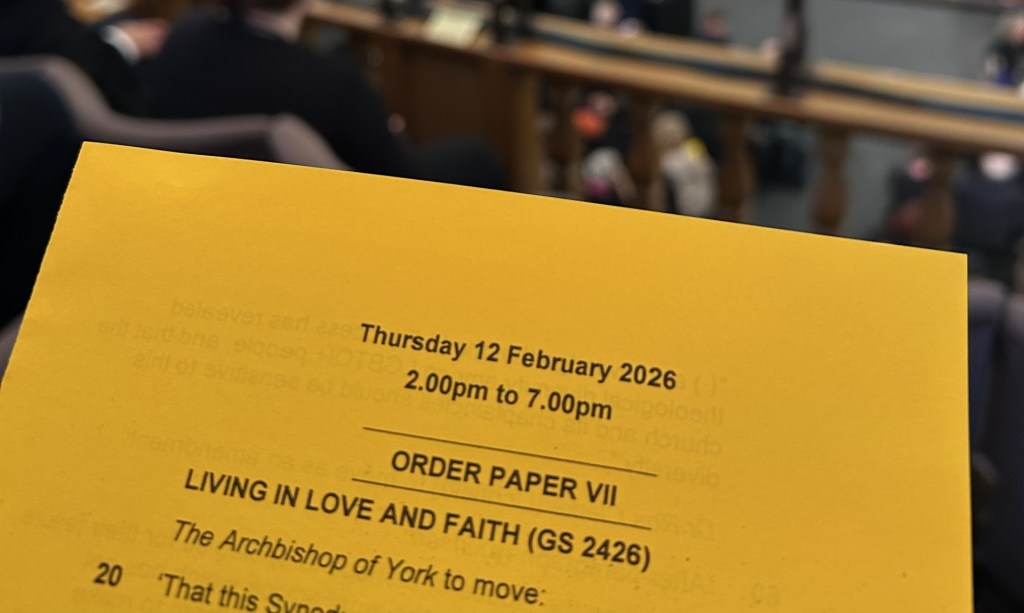 Thursday 12 February 2026
2.00pm to 7.00pm
ORDER PAPER VII
LIVING IN LOVE AND FAITH (GS 2426)
The Archbishop of York to move:
20 'That this Synod